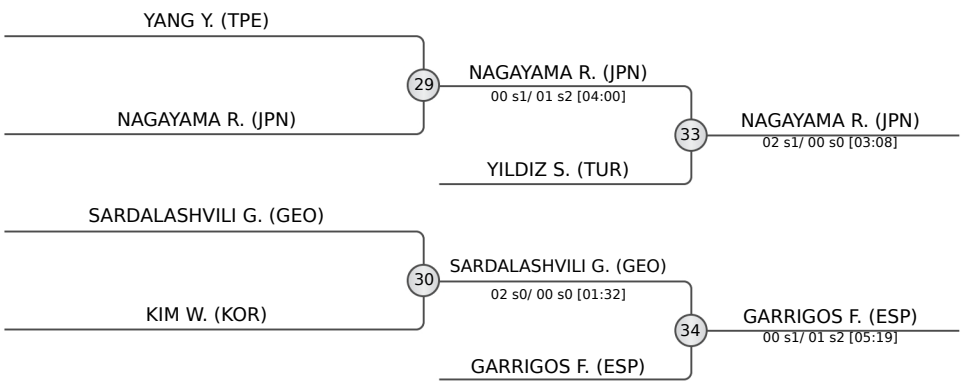 YANG Y. (TPE)
29
NAGAYAMA R. (JPN)
00 s1/ 01 s2 [04:00]
NAGAYAMA R. (JPN)
33
NAGAYAMA R. (JPN)
02 s1/ 00 s0 [03:08]
YILDIZ S. (TUR)
SARDALASHVILI G. (GEO)
30
SARDALASHVILI G. (GEO)
02 s0/ 00 s0 [01:32]
KIM W. (KOR)
34
GARRIGOS F. (ESP)
00 s1/ 01 s2 [05:19]
GARRIGOS F. (ESP)